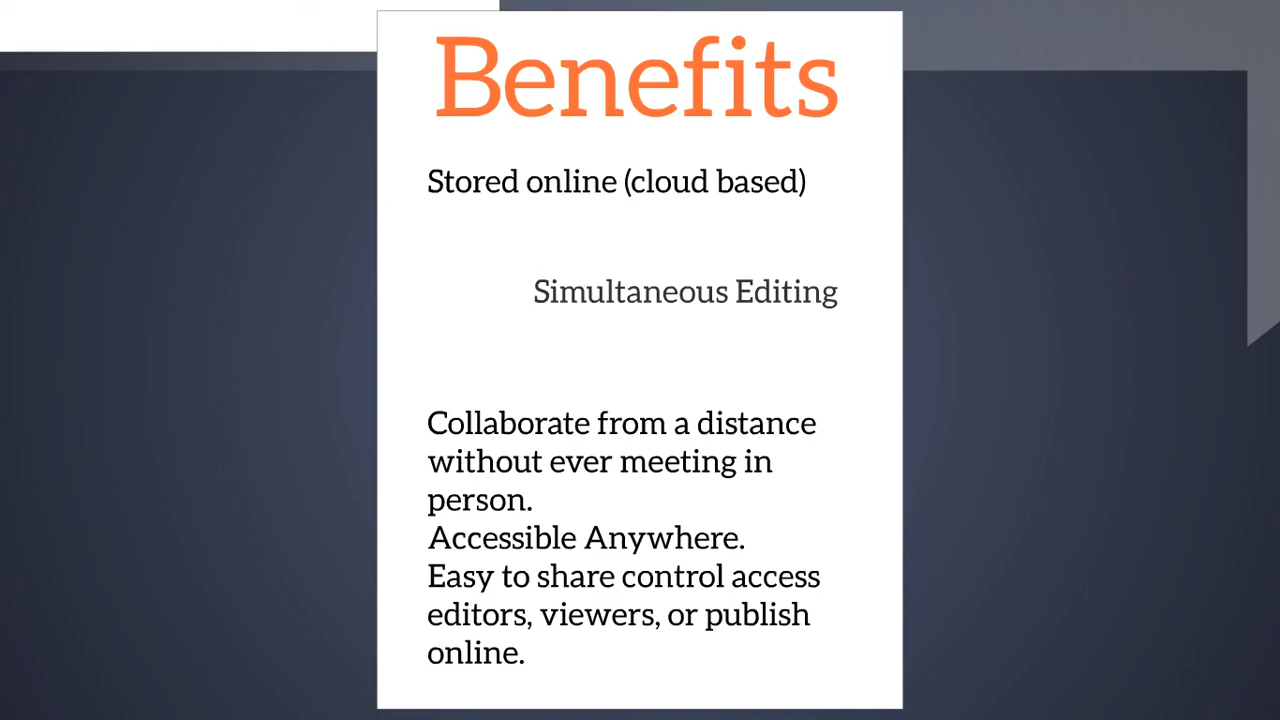 Benefits
Stored online (cloud based)
Simultaneous Editing
Collaborate from a distance
without ever meeting in
person.
Accessible Anywhere.
Easy to share control access
editors, viewers, or publish
online.